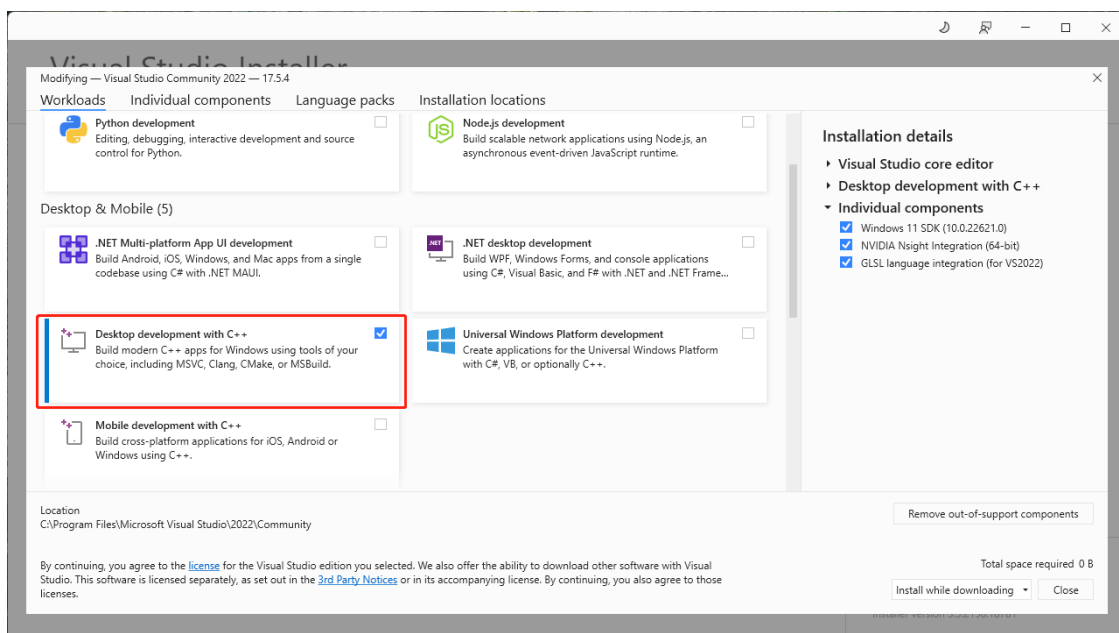 Visual Studio Installer
Modifying — Visual Studio Community 2022 — 17.5.4
Workloads Individual components Language packs Installation locations
Python development
Editing, debugging, interactive development and source
control for Python.
Node.js development
Build scalable network applications using Node.js, an
asynchronous event-driven JavaScript runtime.
Desktop & Mobile (5)
.NET Multi-platform App UI development
Build Android, iOS, Windows, and Mac apps from a single
codebase using C# with .NET MAUI.
.NET
.NET desktop development
Build WPF, Windows Forms, and console applications
using C#, Visual Basic, and F# with .NET and .NET Frame...
Desktop development with C++
Build modern C++ apps for Windows using tools of your
choice, including MSVC, Clang, CMake, or MSBuild.
Universal Windows Platform development
Create applications for the Universal Windows Platform
with C#, VB, or optionally C++.
Mobile development with C++
Build cross-platform applications for iOS, Android or
Windows using C++.
Installation details
Visual Studio core editor
Desktop development with C++
Individual components
Windows 11 SDK (10.0.22621.0)
NVIDIA Nsight Integration (64-bit)
GLSL language integration (for VS2022)
Location
C:\Program Files\Microsoft Visual Studio\2022\Community
Remove out-of-support components
By continuing, you agree to the license for the Visual Studio edition you selected. We also offer the ability to download other software with Visual
Studio. This software is licensed separately, as set out in the 3rd Party Notices or in its accompanying license. By continuing, you also agree to those
licenses.
Total space required 0 B
Install while downloading
Close